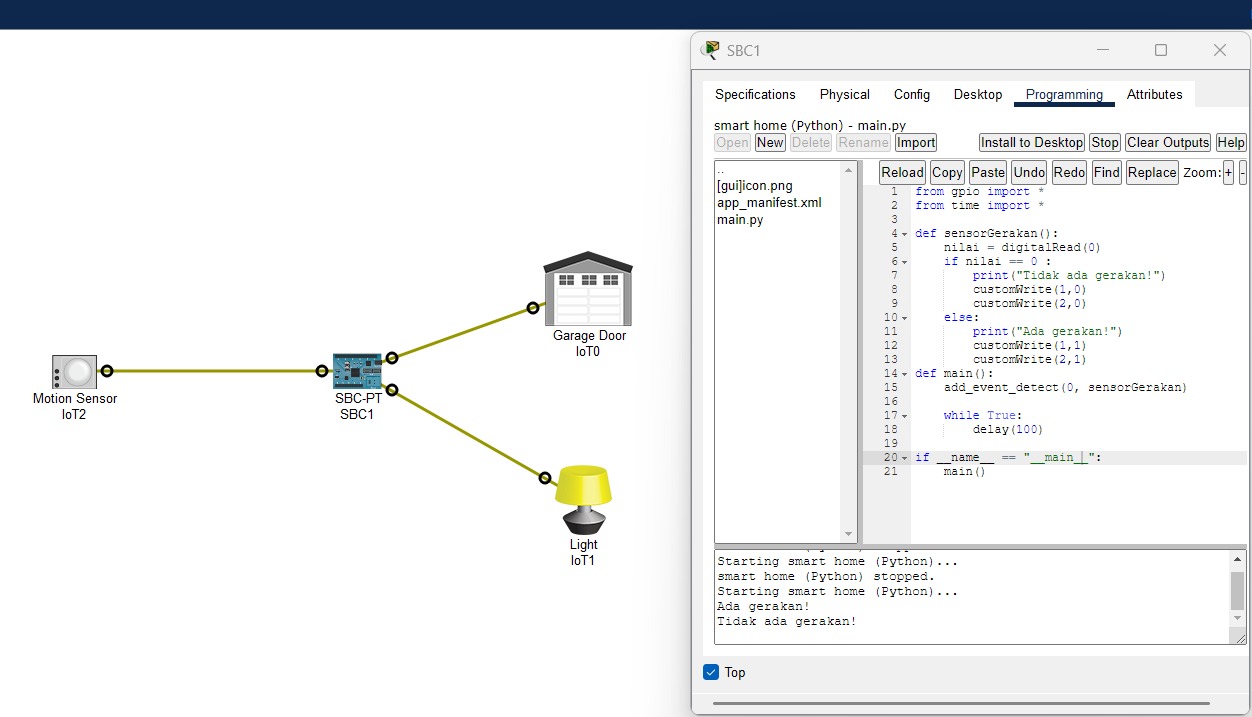 SBC1
Specifications Physical Config Desktop Programming Attributes
smart home (Python) - main.py
Open New Delete Rename Import Install to Desktop Stop Clear Outputs Help
Reload Copy Paste Undo Redo Find Replace Zoom: + -
..
[gui]icon.png
app_manifest.xml
main.py
1 from gpio import *
2 from time import *
3
4 def sensorGerakan():
5 nilai = digitalRead(0)
6 if nilai == 0 :
7 print("Tidak ada gerakan!")
8 customWrite(1,0)
9 customWrite(2,0)
10 else:
11 print("Ada gerakan!")
12 customWrite(1,1)
13 customWrite(2,1)
14 def main():
15 add_event_detect(0, sensorGerakan)
16
17 while True:
18 delay(100)
19
20 if __name__ == "__main__":
21 main()
Starting smart home (Python)...
smart home (Python) stopped.
Starting smart home (Python)...
Ada gerakan!
Tidak ada gerakan!
Top
Garage Door
IoT0
Motion Sensor
IoT2
SBC-PT
SBC1
Light
IoT1